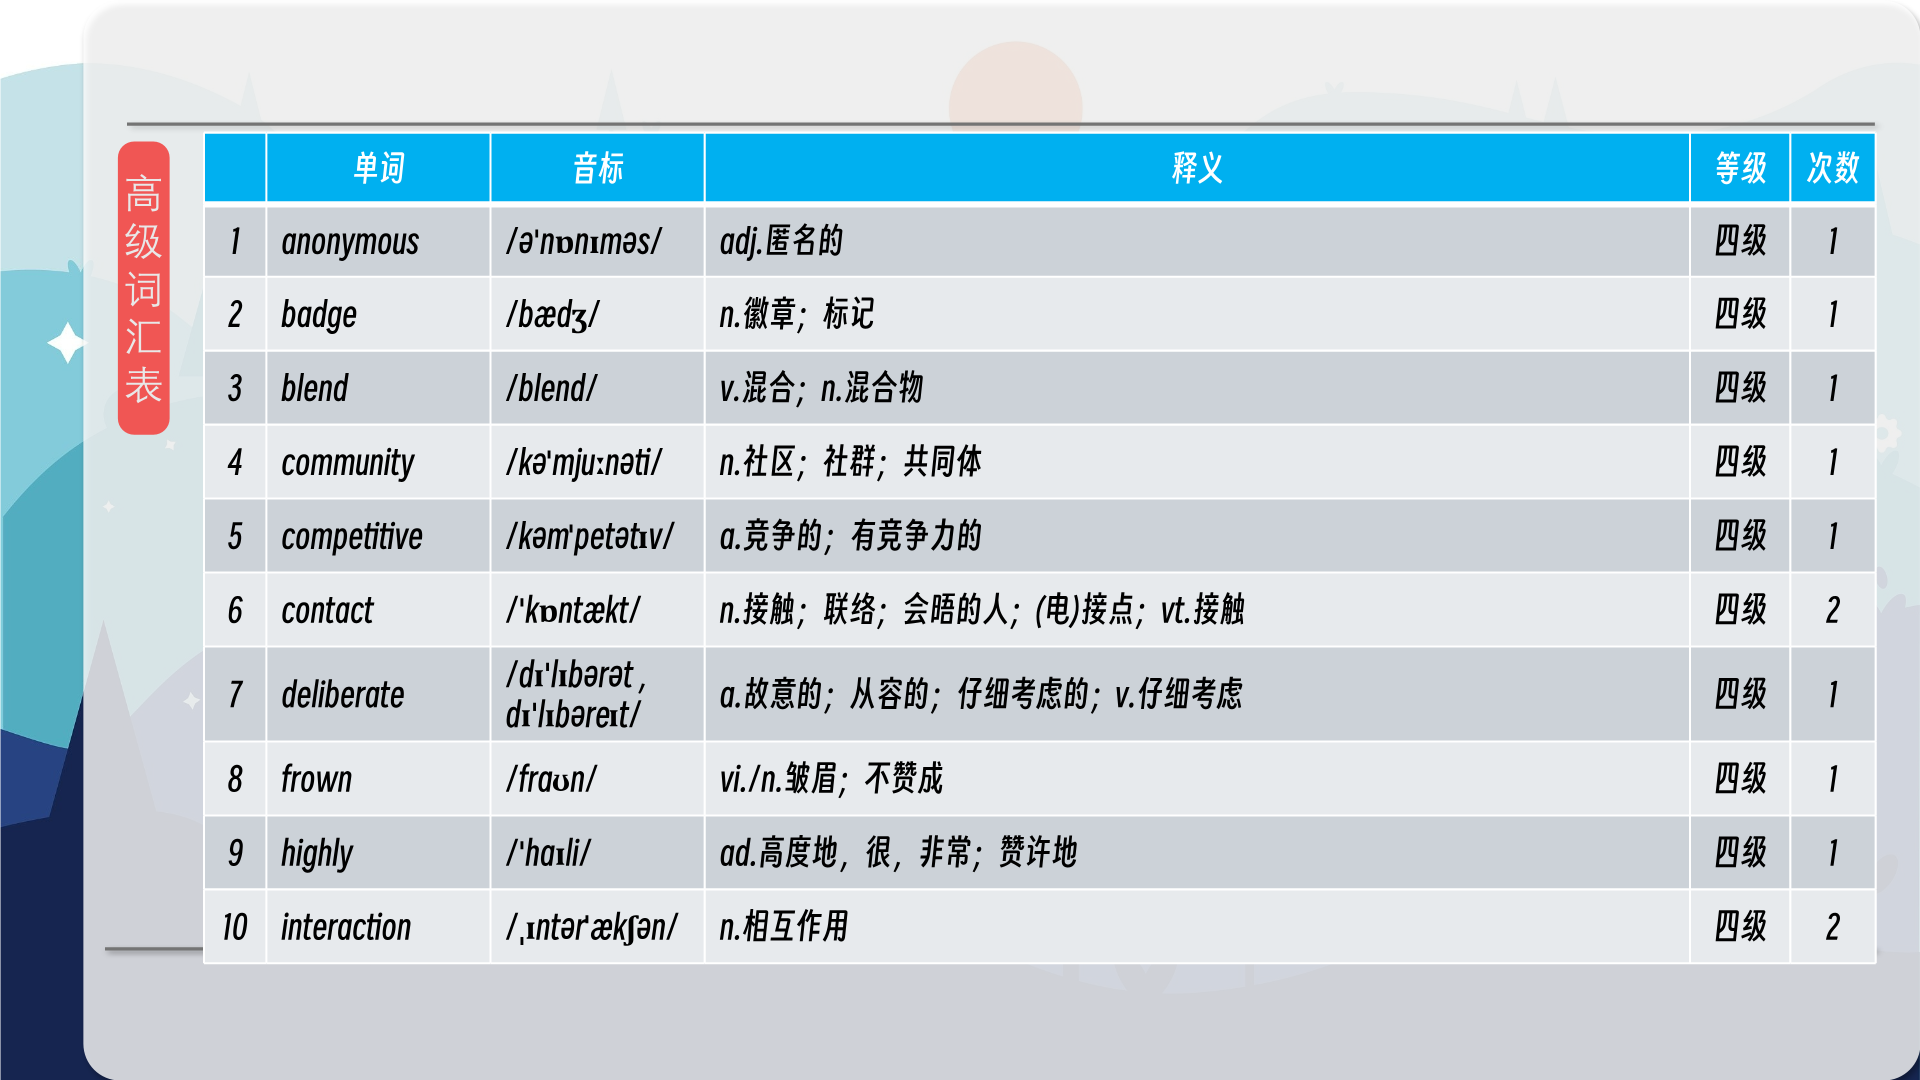 高级词汇表
单词 音标 释义 等级 次数
1 anonymous /ə'nɒnɪməs/ adj.匿名的 四级 1
2 badge /bædʒ/ n.徽章；标记 四级 1
3 blend /blend/ v.混合；n.混合物 四级 1
4 community /kə'mjuːnəti/ n.社区；社群；共同体 四级 1
5 competitive /kəm'petətɪv/ a.竞争的；有竞争力的 四级 1
6 contact /'kɒntækt/ n.接触；联络；会晤的人；(电)接点；vt.接触 四级 2
7 deliberate /dɪ'lɪbərət , a.故意的；从容的；仔细考虑的；v.仔细考虑 四级 1
dɪ'lɪbəreɪt/
8 frown /fraʊn/ vi./n.皱眉；不赞成 四级 1
9 highly /'haɪli/ ad.高度地，很，非常；赞许地 四级 1
10 interaction /ˌɪntər'ækʃən/ n.相互作用 四级 2